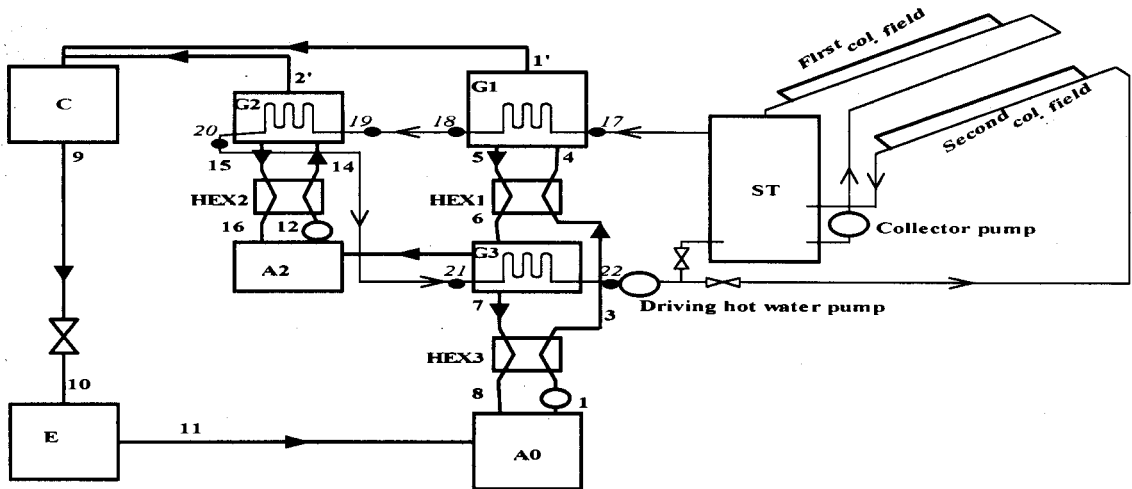 First col. field
1'
2'
G1
C
G2
20
19
18
17
Second col. field
9
15
14
5
4
ST
HEX2
HEX1
16
12
6
Collector pump
A2
G3
21
22
Driving hot water pump
7
3
HEX3
10
8
1
E
11
A0